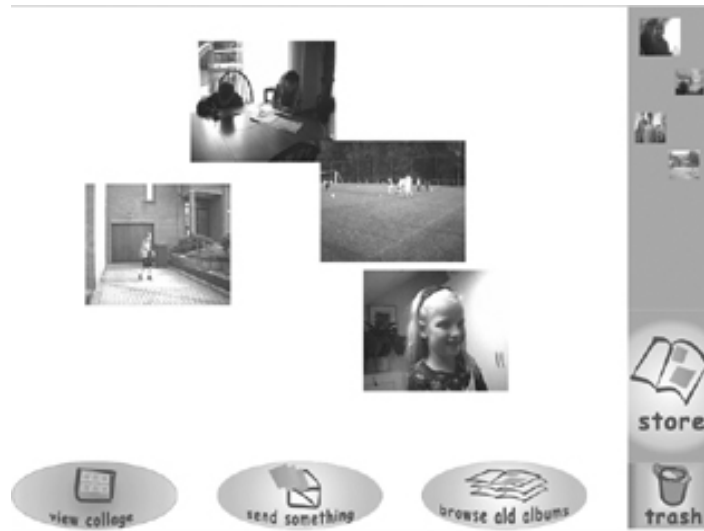 store
view collage
send something
browse old albums
trash